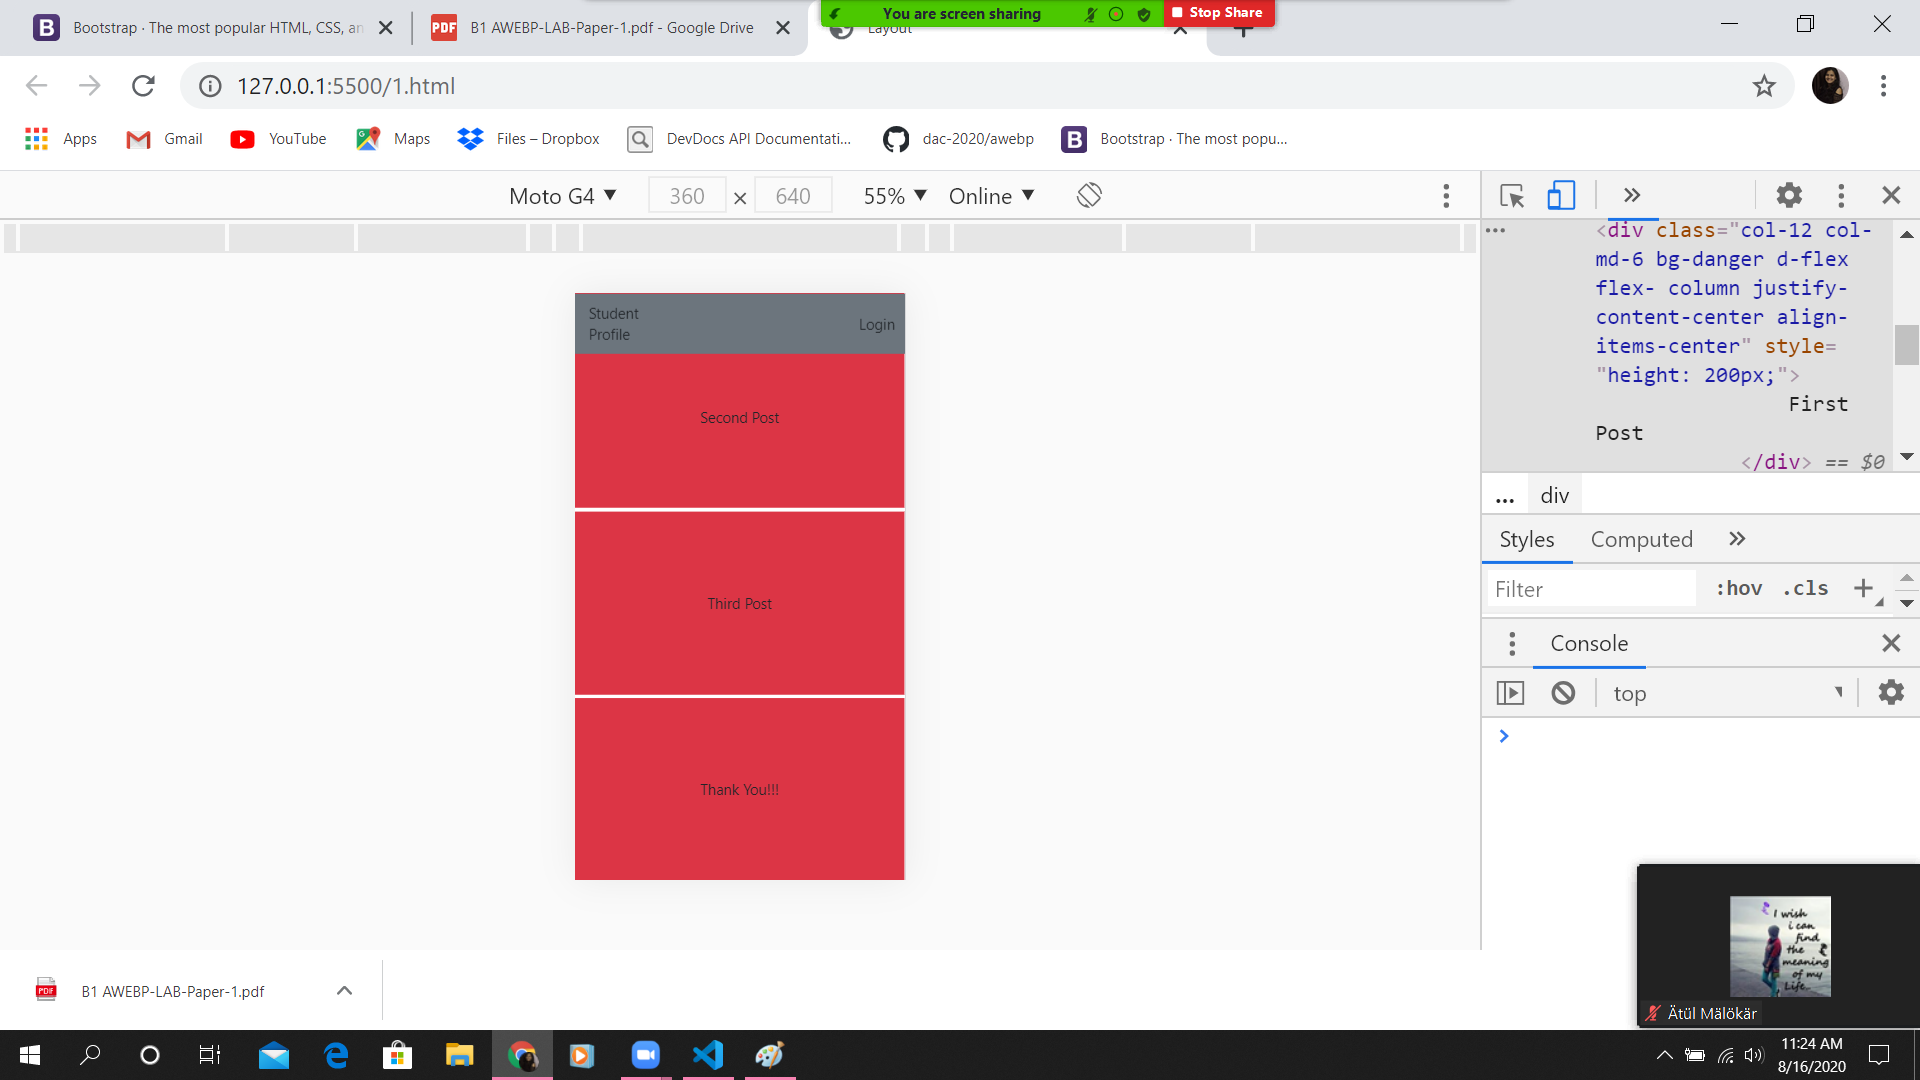 You are screen sharing
Stop Share
Bootstrap · The most popular HTML, CSS, an
PDF
B1 AWEBP-LAB-Paper-1.pdf - Google Drive
Layout
127.0.0.1:5500/1.html
Apps
Gmail
YouTube
Maps
Files – Dropbox
DevDocs API Documentati...
dac-2020/awebp
Bootstrap · The most popu...
Moto G4
360
×
640
55%
Online
Student
Profile
Login
Second Post
Third Post
Thank You!!!
<div class="col-12 col-
md-6 bg-danger d-flex
flex- column justify-
content-center align-
items-center" style=
"height: 200px;">
First
Post
</div> == $0
... div
Styles Computed
Filter
:hov .cls
Console
top
I wish
i can
find
the
meaning
of my
Life..
Ätül Mälökär
PDF
B1 AWEBP-LAB-Paper-1.pdf
11:24 AM
8/16/2020